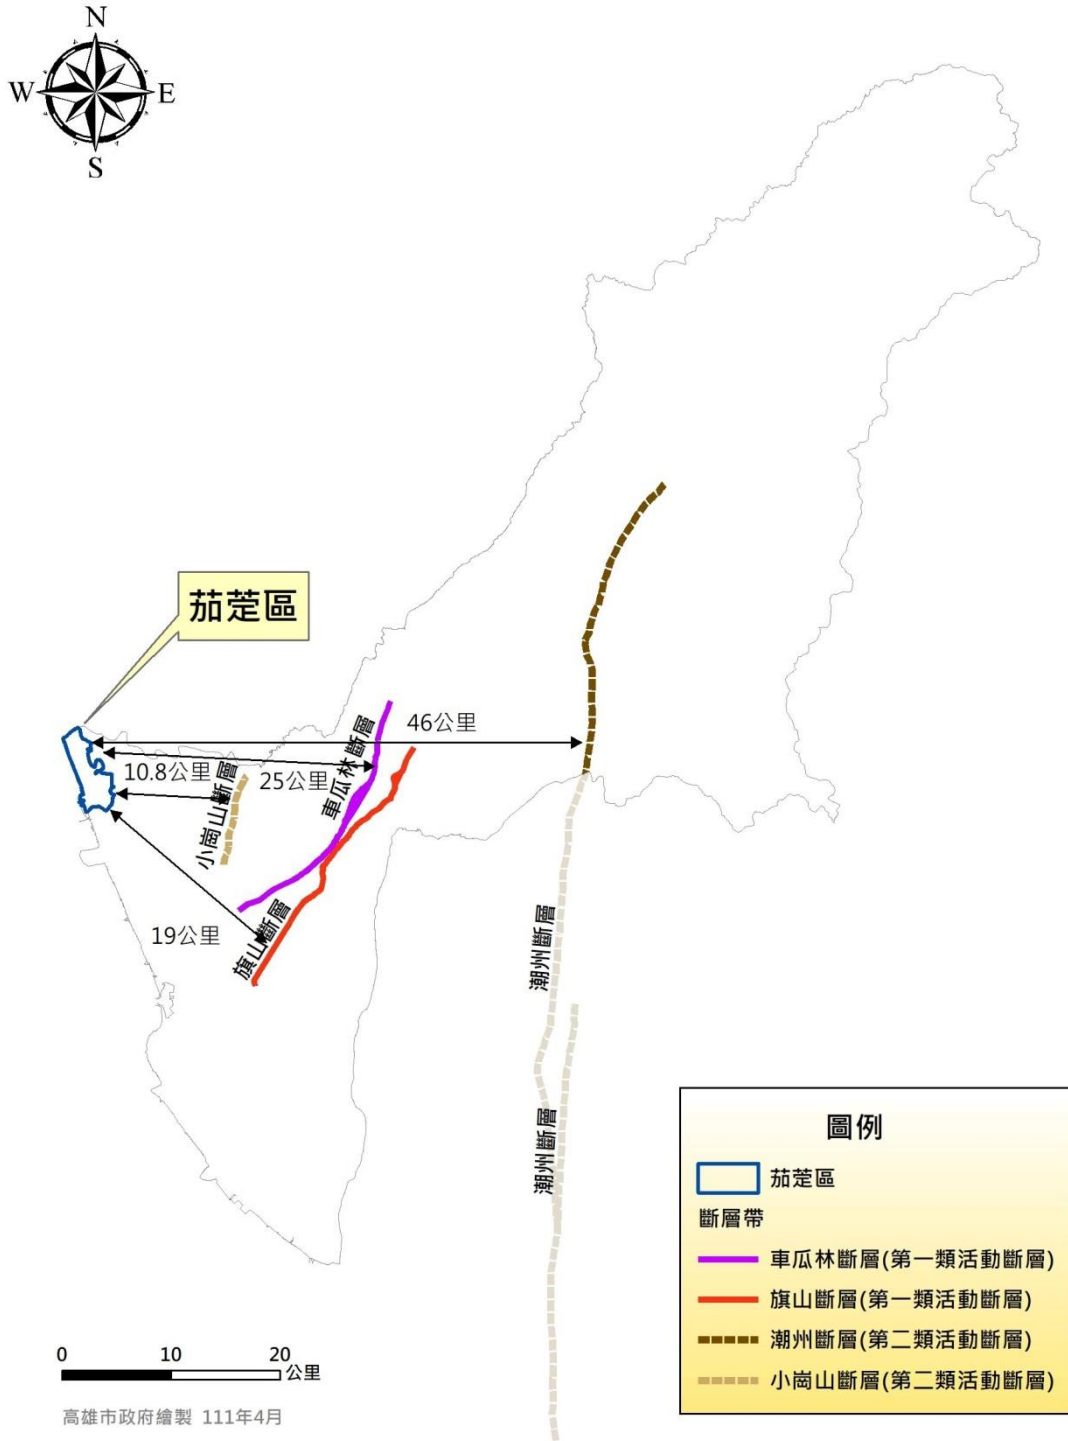 N
W
E
S
茄萣區
46公里
10.8公里
25公里
車瓜林斷層
小崗山斷層
19公里
旗山斷層
潮州斷層
潮州斷層
圖例
茄萣區
斷層帶
車瓜林斷層(第一類活動斷層)
旗山斷層(第一類活動斷層)
潮州斷層(第二類活動斷層)
小崗山斷層(第二類活動斷層)
0 10 20
公里
高雄市政府繪製 111年4月